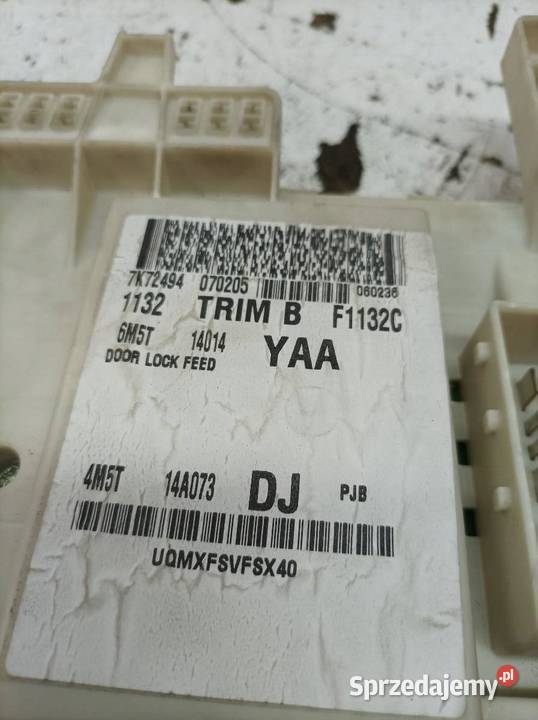 7K72494 070205 060236
1132 TRIM B F1132C
6M5T 14014 YAA
DOOR LOCK FEED
4M5T 14A073 DJ PJB
UQMXFSVFSX40
Sprzedajemy.pl